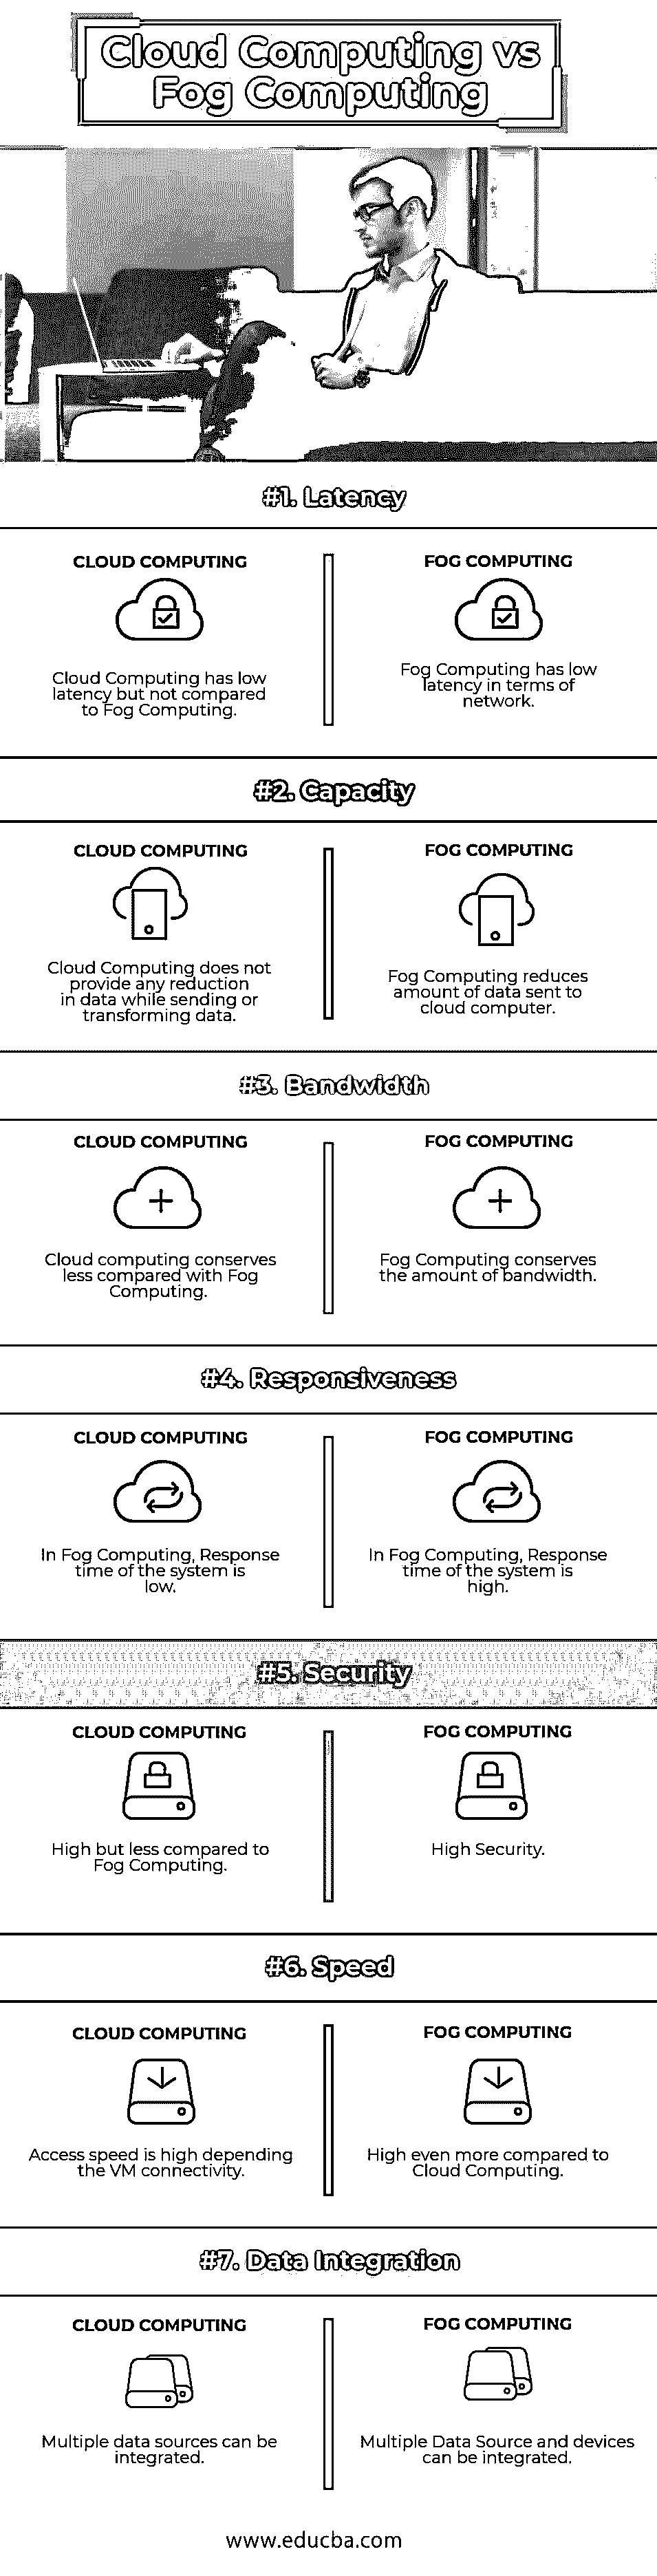 Cloud Computing vs
Fog Computing
#1. Latency
CLOUD COMPUTING
Cloud Computing has low
latency but not compared
to Fog Computing.
FOG COMPUTING
Fog Computing has low
latency in terms of
network.
#2. Capacity
CLOUD COMPUTING
Cloud Computing does not
provide any reduction
in data while sending or
transforming data.
FOG COMPUTING
Fog Computing reduces
amount of data sent to
cloud computer.
#3. Bandwidth
CLOUD COMPUTING
Cloud computing conserves
less compared with Fog
Computing.
FOG COMPUTING
Fog Computing conserves
the amount of bandwidth.
#4. Responsiveness
CLOUD COMPUTING
In Fog Computing, Response
time of the system is
low.
FOG COMPUTING
In Fog Computing, Response
time of the system is
high.
#5. Security
CLOUD COMPUTING
High but less compared to
Fog Computing.
FOG COMPUTING
High Security.
#6. Speed
CLOUD COMPUTING
Access speed is high depending
the VM connectivity.
FOG COMPUTING
High even more compared to
Cloud Computing.
#7. Data Integration
CLOUD COMPUTING
Multiple data sources can be
integrated.
FOG COMPUTING
Multiple Data Source and devices
can be integrated.
www.educba.com